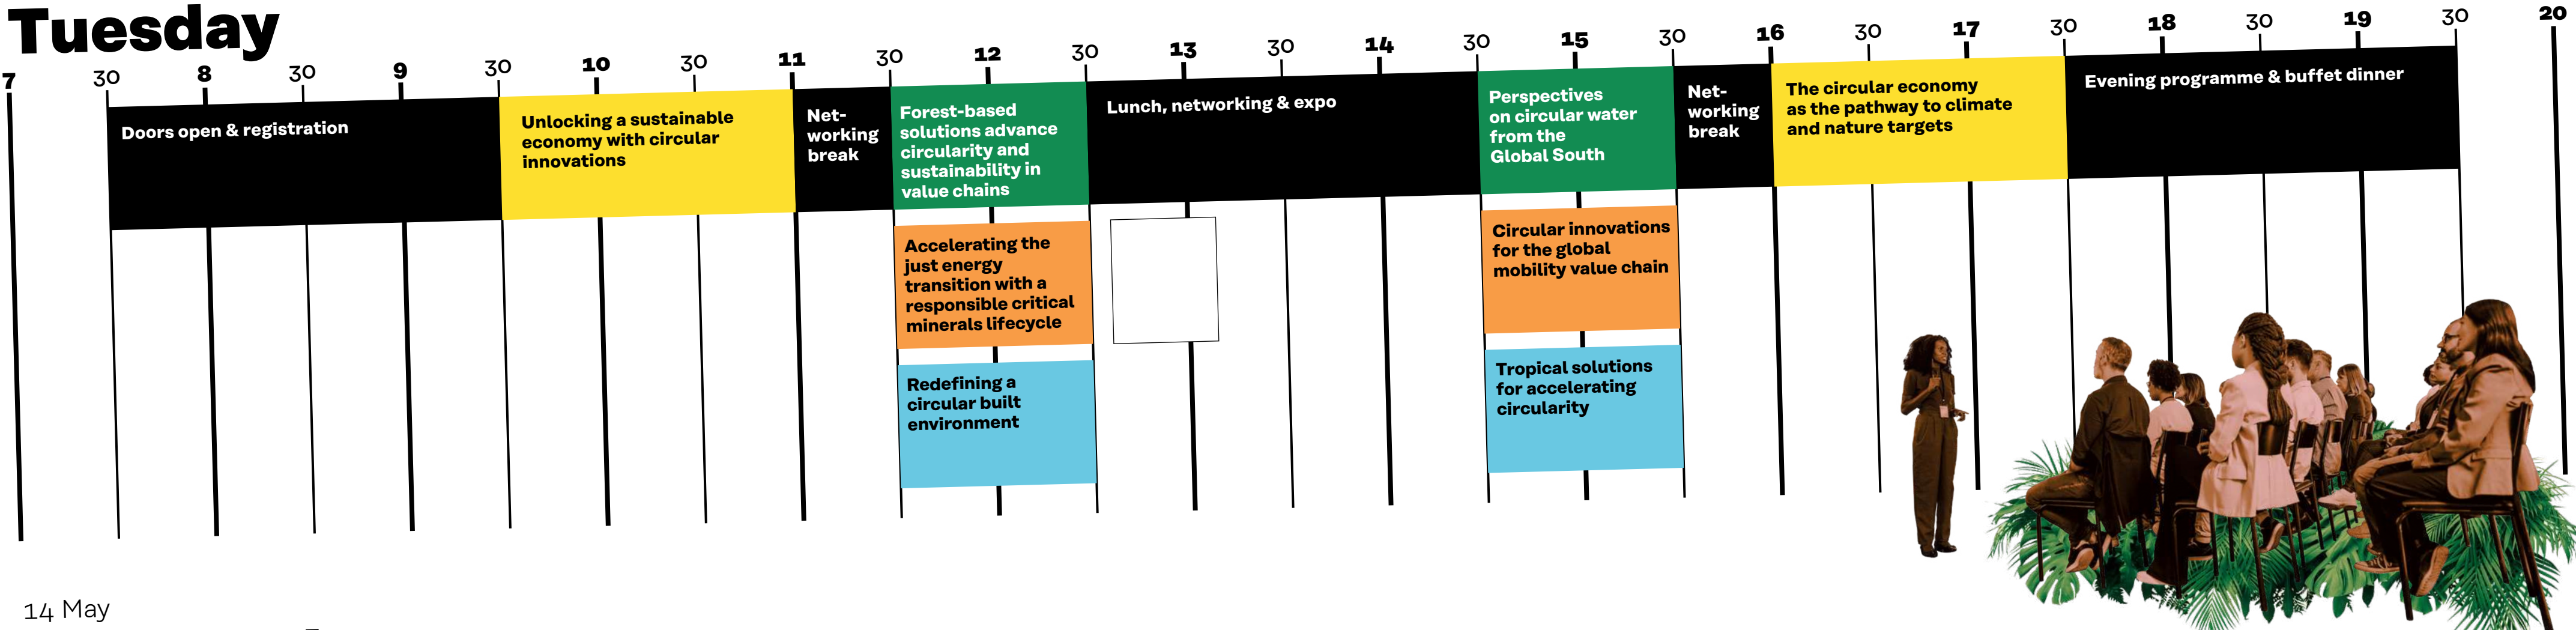 Tuesday
7
30
8
30
9
30
10
30
11
30
12
30
13
30
14
30
15
30
16
30
17
30
18
30
19
30
20
Doors open & registration
Unlocking a sustainable
economy with circular
innovations
Net-
working
break
Forest-based
solutions advance
circularity and
sustainability in
value chains
Lunch, networking & expo
Perspectives
on circular water
from the
Global South
Net-
working
break
The circular economy
as the pathway to climate
and nature targets
Evening programme & buffet dinner
Accelerating the
just energy
transition with a
responsible critical
minerals lifecycle
Circular innovations
for the global
mobility value chain
Redefining a
circular built
environment
Tropical solutions
for accelerating
circularity
14 May